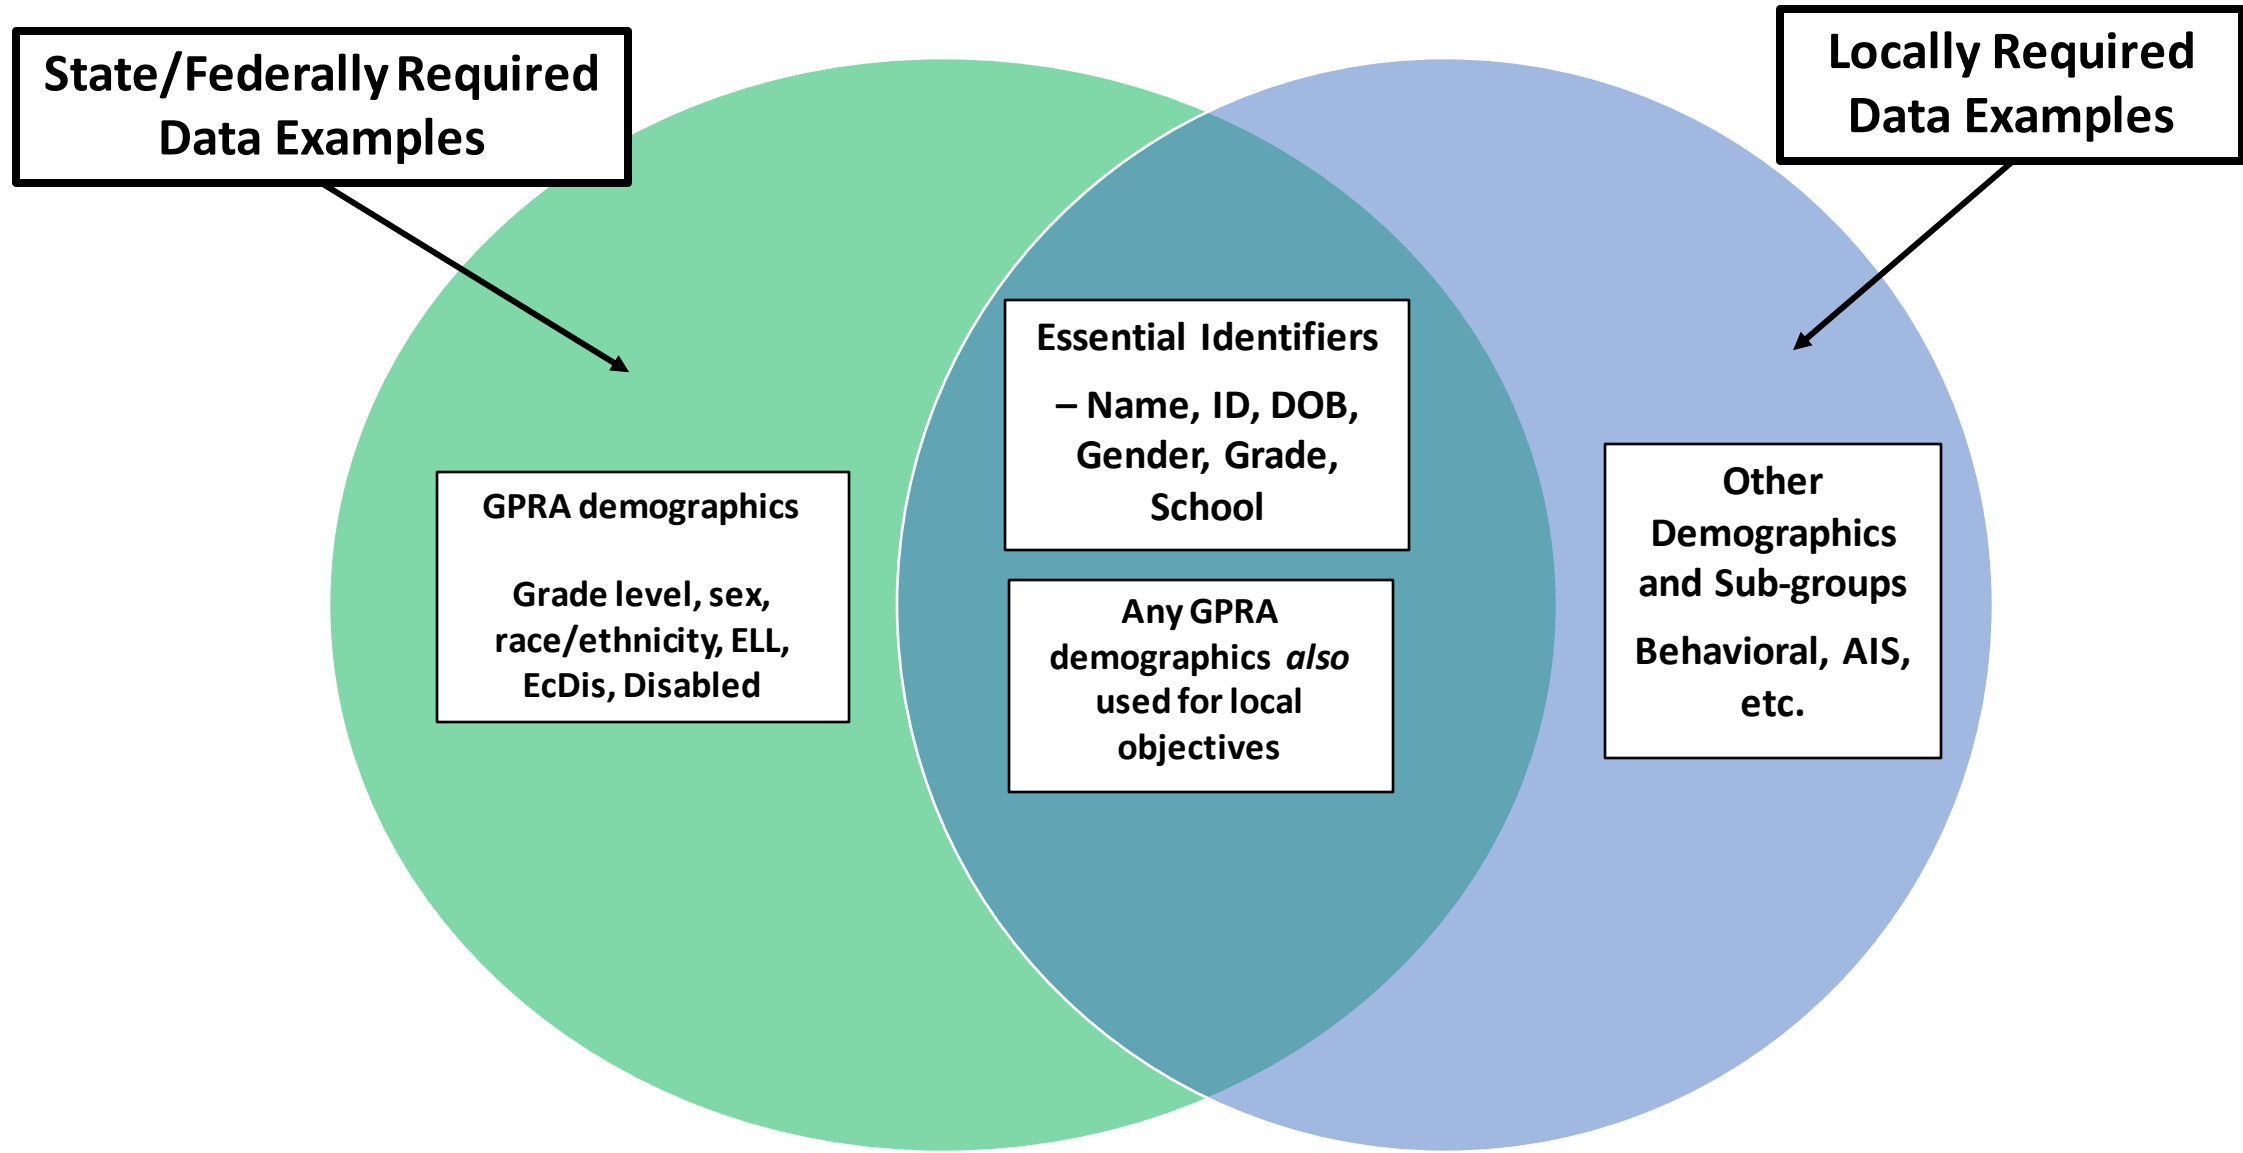 State/Federally Required
Data Examples
Locally Required
Data Examples
GPRA demographics
Grade level, sex,
race/ethnicity, ELL,
EcDis, Disabled
Essential Identifiers
– Name, ID, DOB,
Gender, Grade,
School
Any GPRA
demographics also
used for local
objectives
Other
Demographics
and Sub-groups
Behavioral, AIS,
etc.